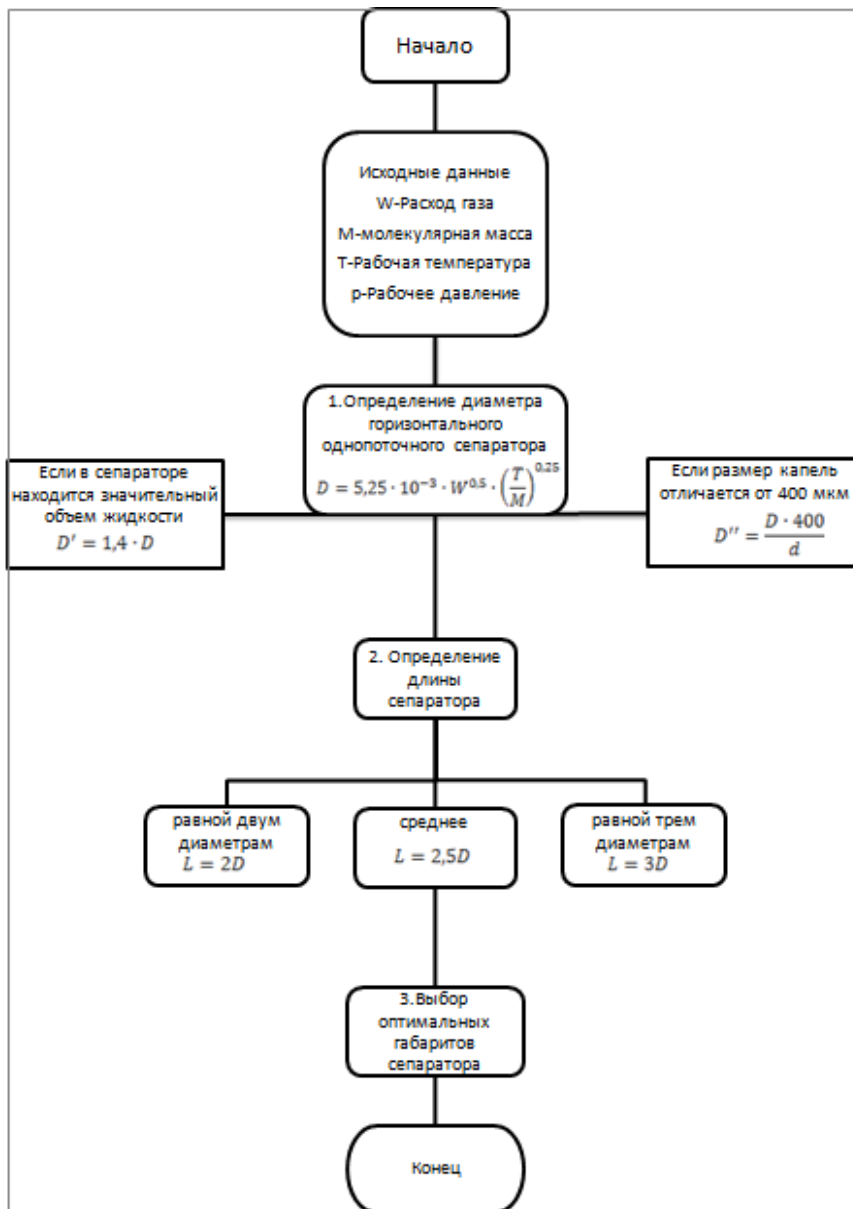 Начало
Исходные данные
W-Расход газа
М-молекулярная масса
Т-Рабочая температура
р-Рабочее давление
1.Определение диаметра
горизонтального
однопоточного сепаратора
D = 5,25 · 10⁻³ · W^0,5 · (T/M)^0,25
Если в сепараторе
находится значительный
объем жидкости
D′ = 1,4 · D
Если размер капель
отличается от 400 мкм
D′′ = D · 400 / d
2. Определение
длины
сепаратора
равной двум
диаметрам
L = 2D
среднее
L = 2,5D
равной трем
диаметрам
L = 3D
3.Выбор
оптимальных
габаритов
сепаратора
Конец